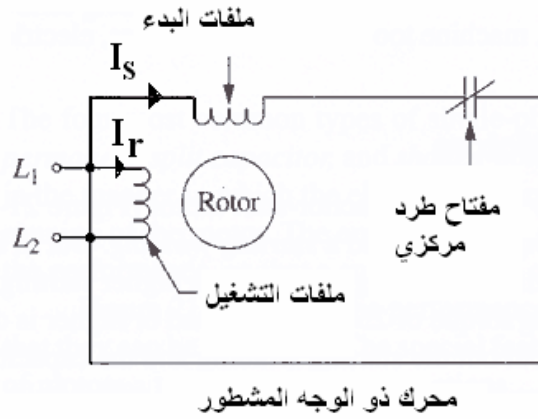 ملفات البدء
Is
Ir
L1
Rotor
L2
مفتاح طرد
مركزي
ملفات التشغيل
محرك ذو الوجه المشطور